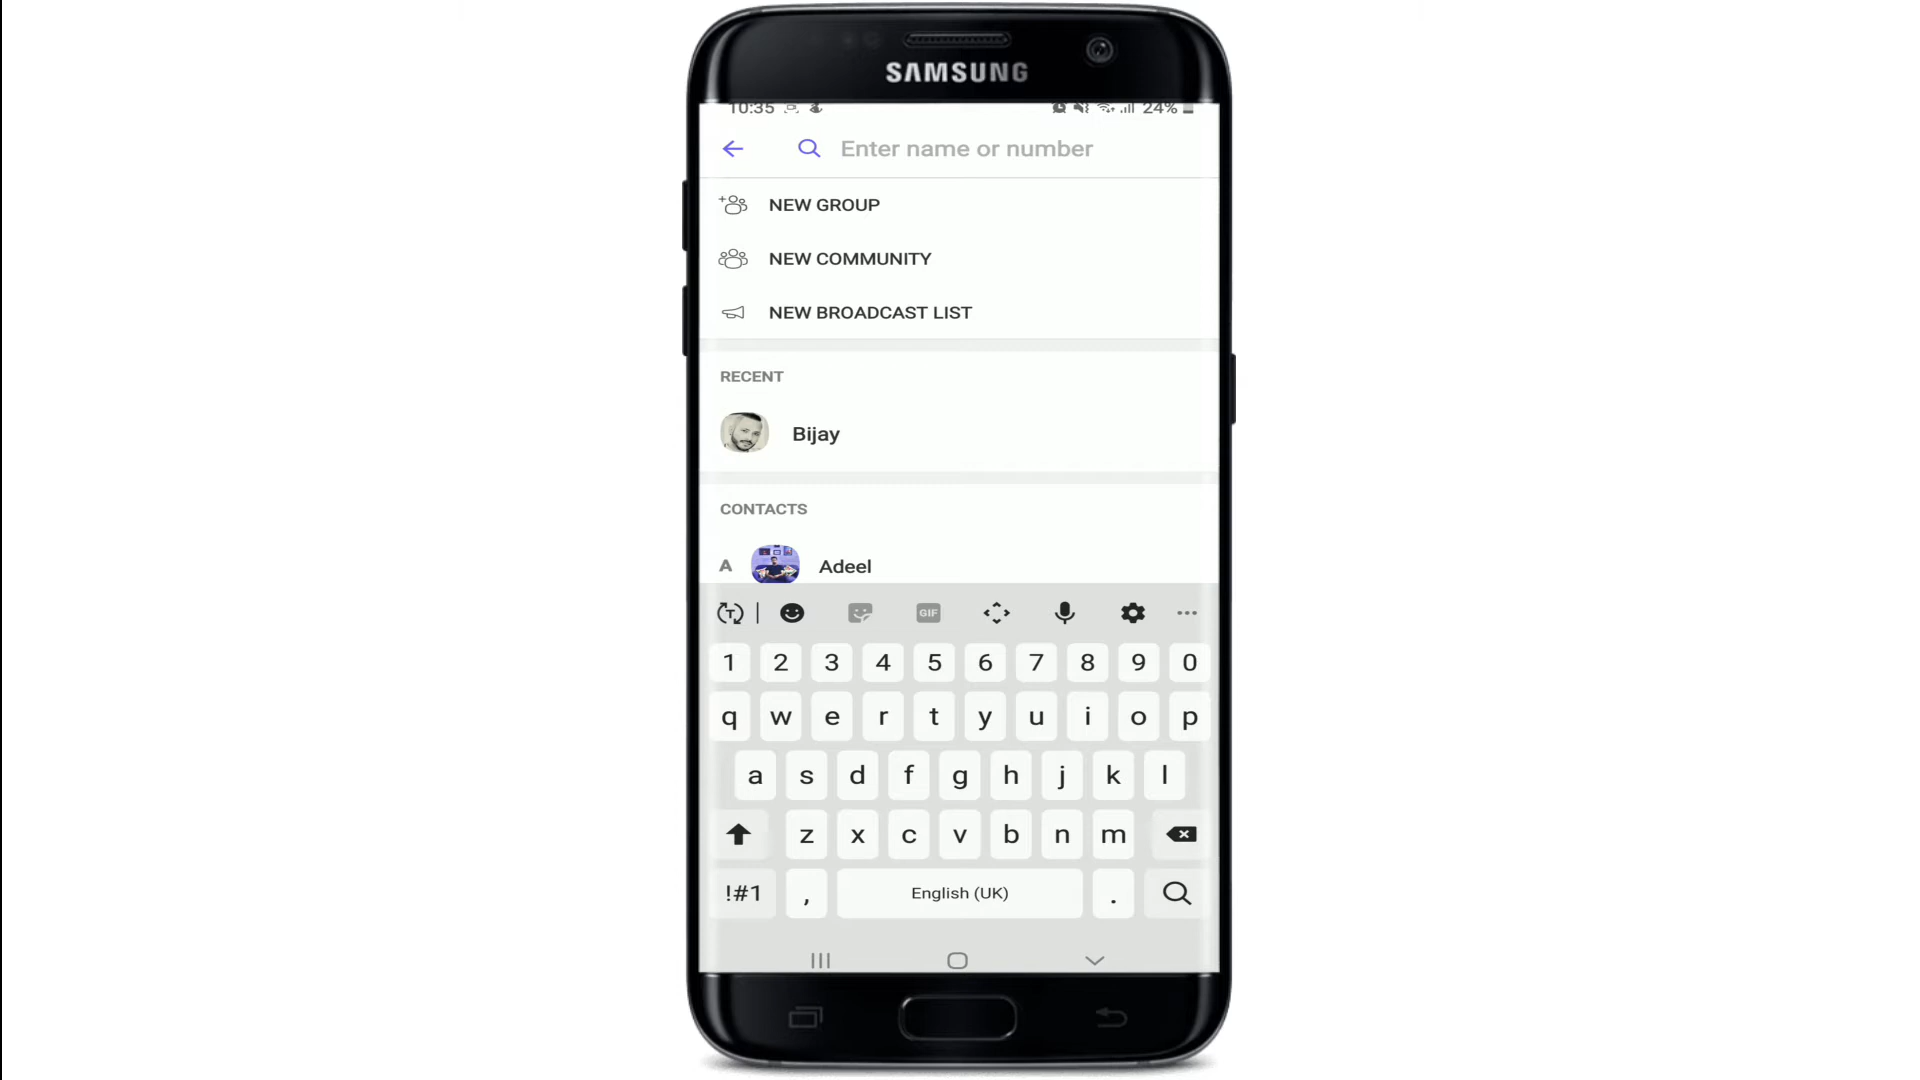 SAMSUNG
10:35 24%
Enter name or number
NEW GROUP
NEW COMMUNITY
NEW BROADCAST LIST
RECENT
Bijay
CONTACTS
A Adeel
T GIF
1 2 3 4 5 6 7 8 9 0
q w e r t y u i o p
a s d f g h j k l
z x c v b n m
!#1 , English (UK) .